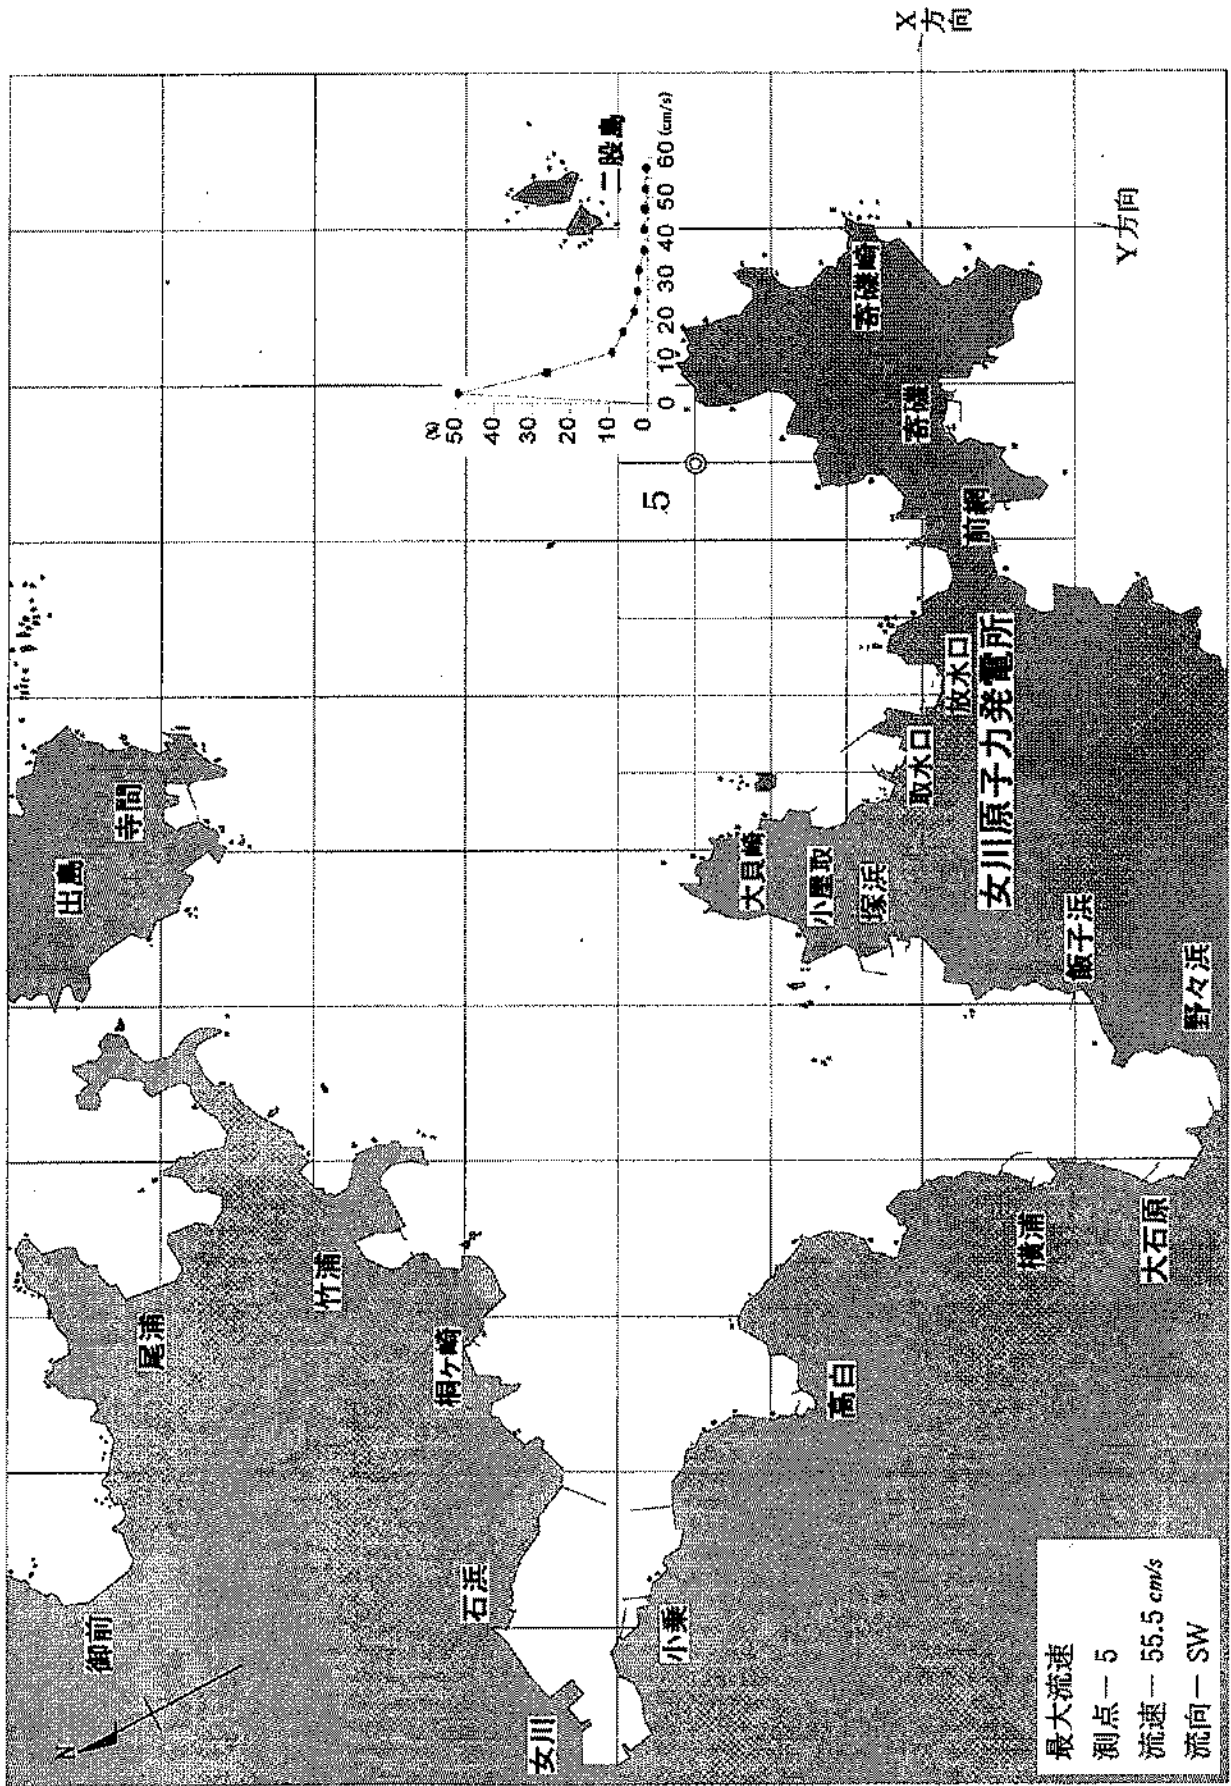 N
御前
尾浦
出島
寺間
竹浦
桐ヶ崎
石浜
女川
小乗
高白
横浦
大石原
野々浜
飯子浜
塚浜
小屋取
大貝崎
取水口
放水口
女川原子力発電所
前網
寄磯
寄磯崎
二股島
5
(%)
50
40
30
20
10
0
0 10 20 30 40 50 60 (cm/s)
X方向
Y方向
最大流速
測点－5
流速－55.5 cm/s
流向－SW